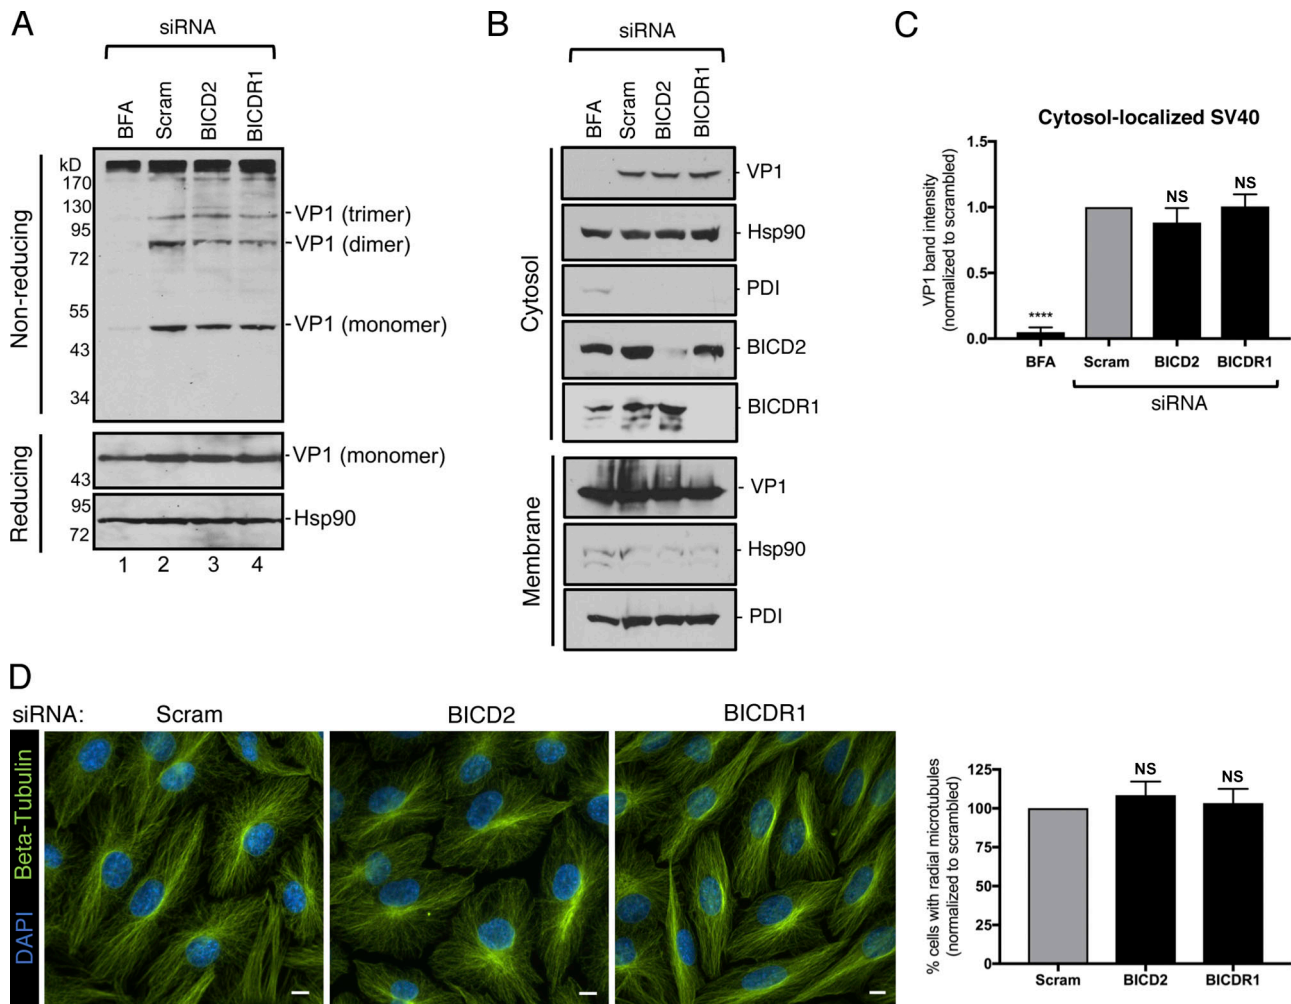 A
siRNA
BFA
Scram
BICD2
BICDR1
Non-reducing
kD
170
130
95
72
55
43
34
VP1 (trimer)
VP1 (dimer)
VP1 (monomer)
Reducing
43
95
72
VP1 (monomer)
Hsp90
1 2 3 4
B
siRNA
BFA
Scram
BICD2
BICDR1
Cytosol
VP1
Hsp90
PDI
BICD2
BICDR1
Membrane
VP1
Hsp90
PDI
C
Cytosol-localized SV40
VP1 band intensity
(normalized to scrambled)
1.5
1.0
0.5
0.0
****
NS
NS
BFA Scram BICD2 BICDR1
siRNA
D
siRNA: Scram BICD2 BICDR1
DAPI Beta-Tubulin
% cells with radial microtubules
(normalized to scrambled)
125
100
75
50
25
0
NS
NS
Scram BICD2 BICDR1